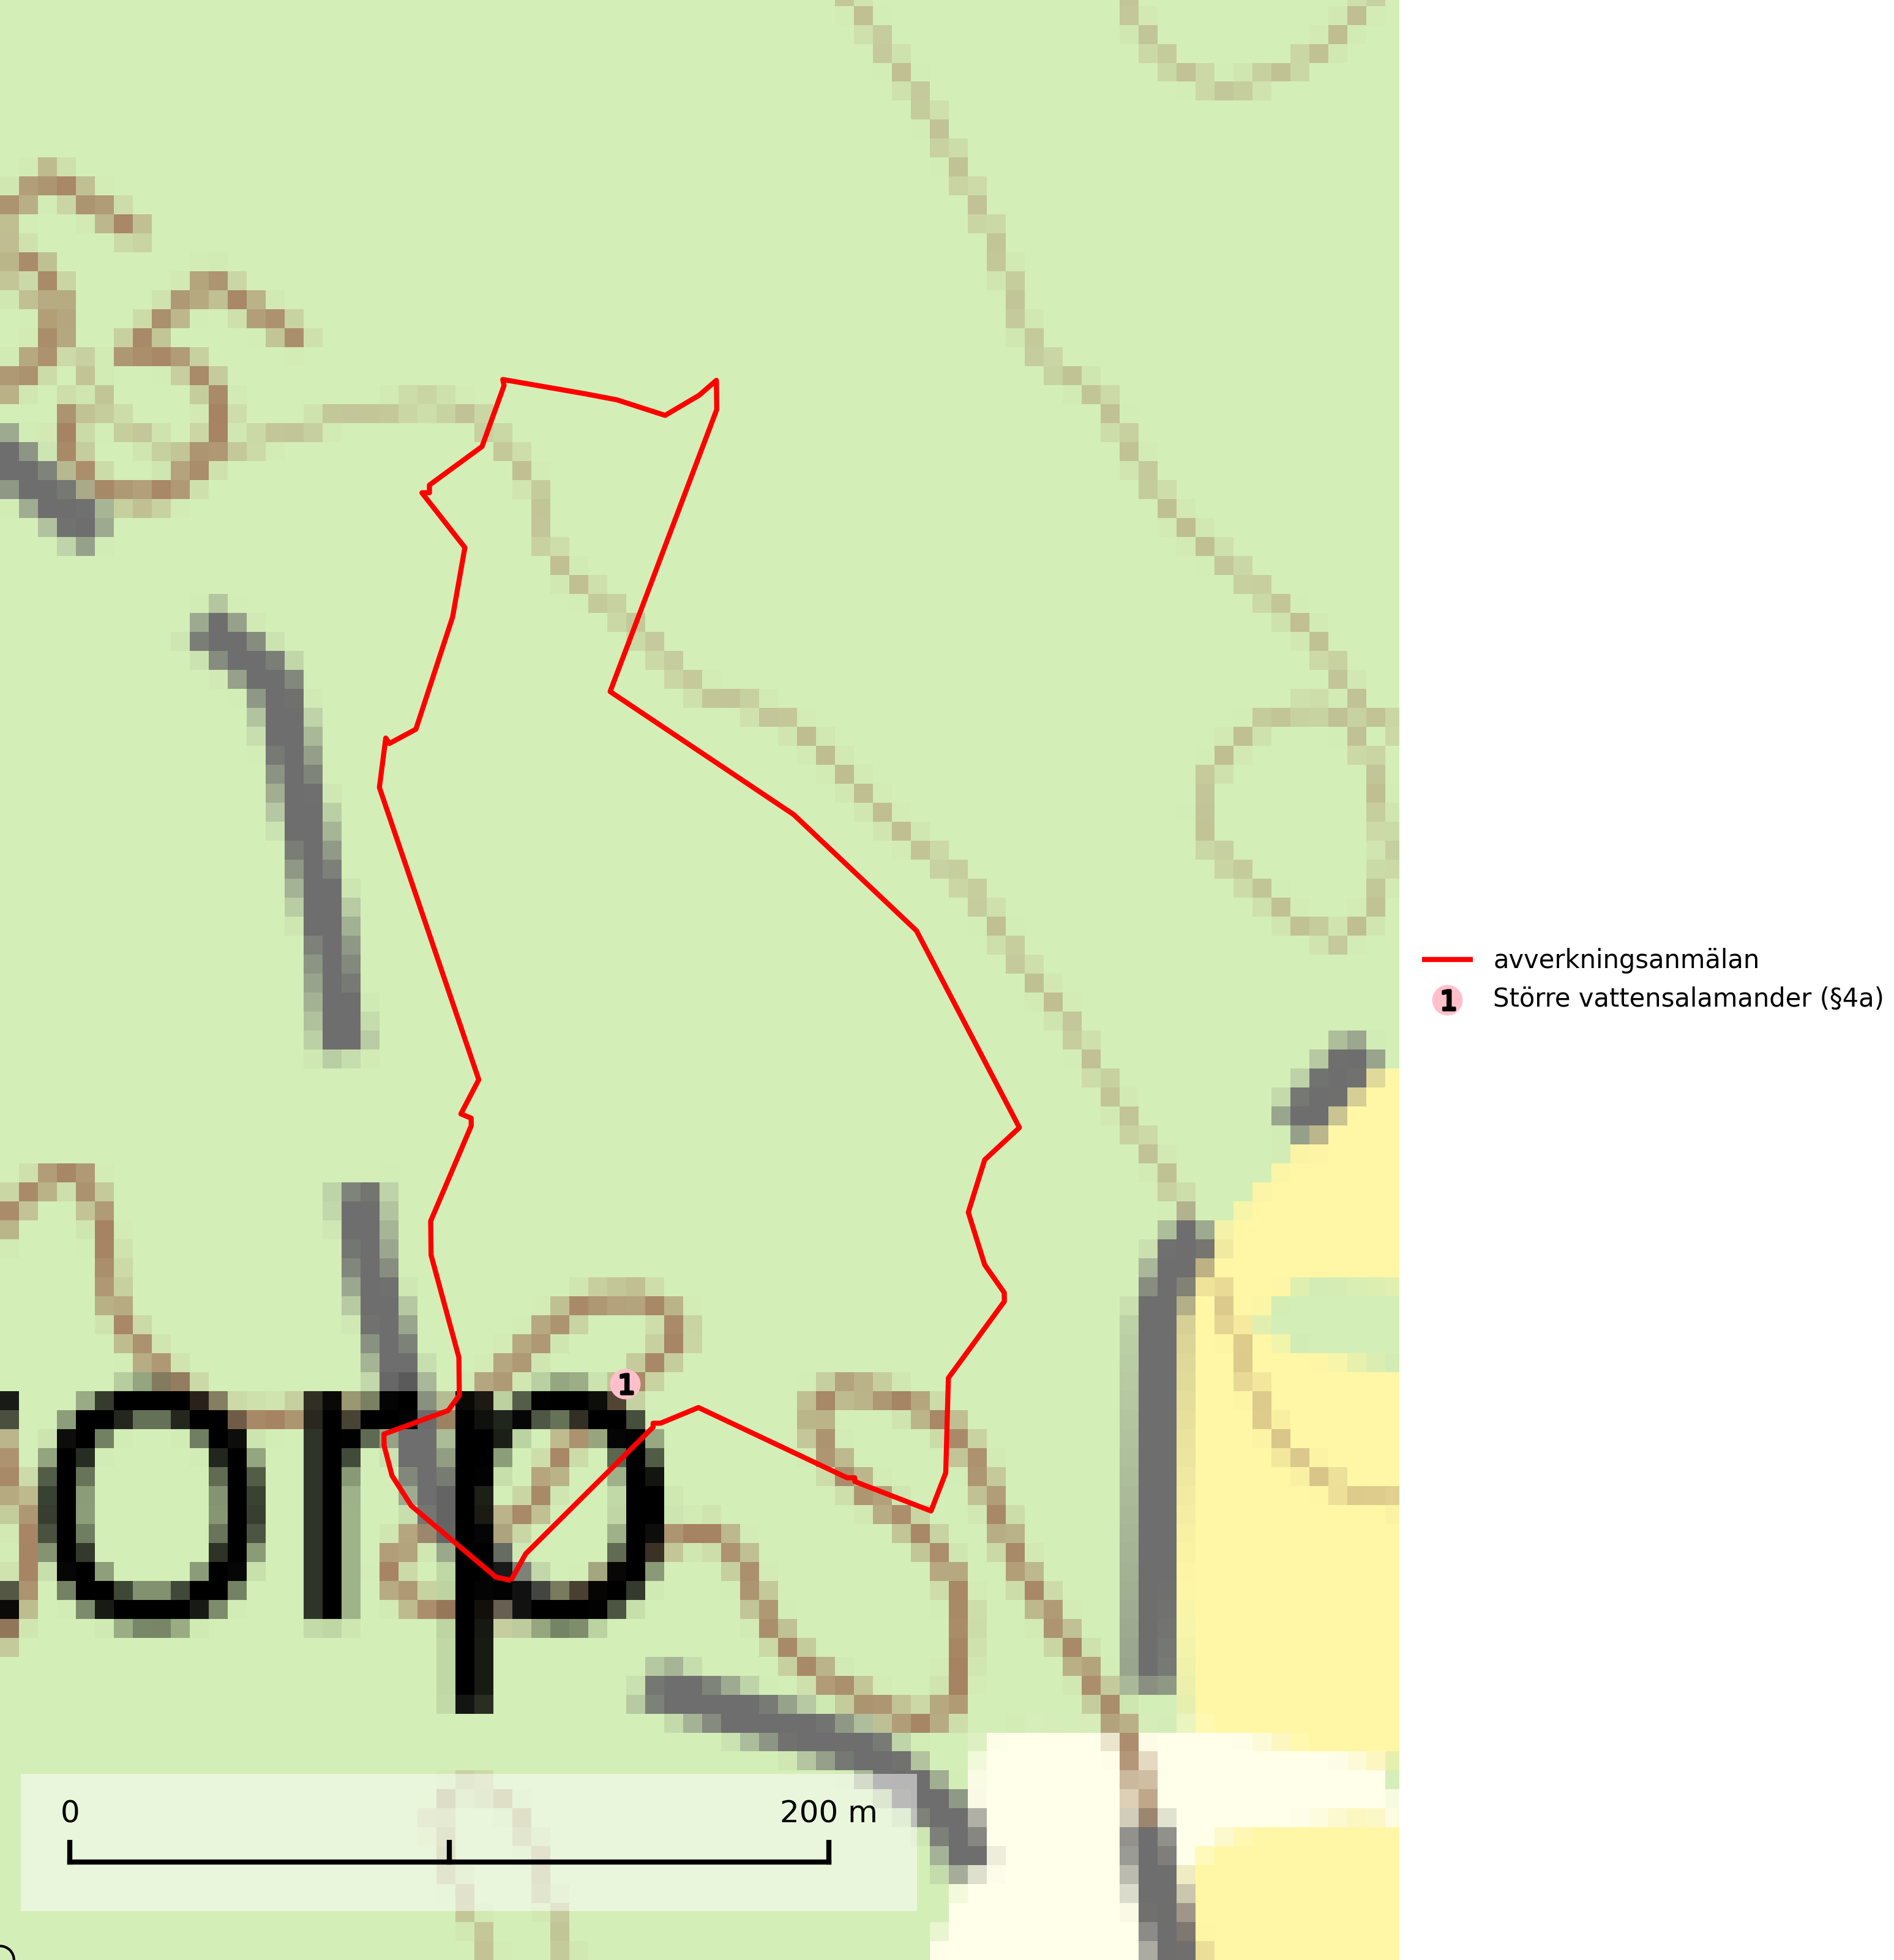 avverkningsanmälan
1 Större vattensalamander (§4a)
1
orp
0 200 m